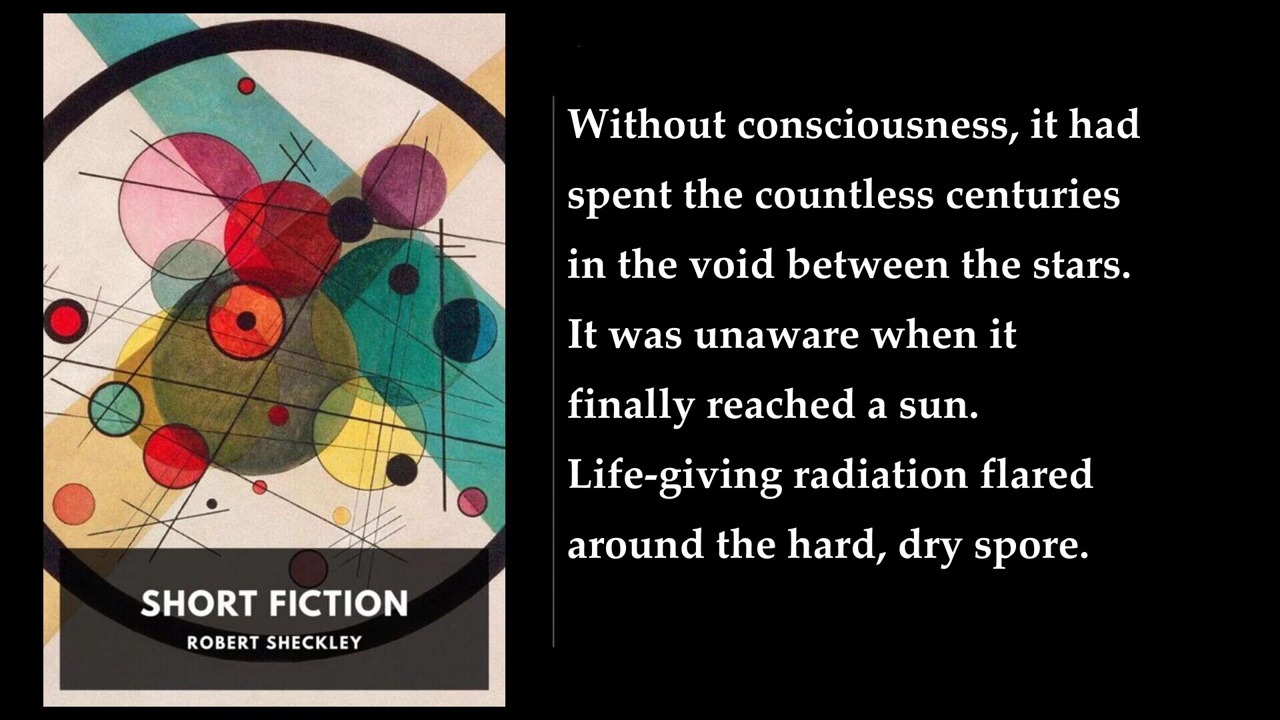 SHORT FICTION
ROBERT SHECKLEY
Without consciousness, it had
spent the countless centuries
in the void between the stars.
It was unaware when it
finally reached a sun.
Life-giving radiation flared
around the hard, dry spore.